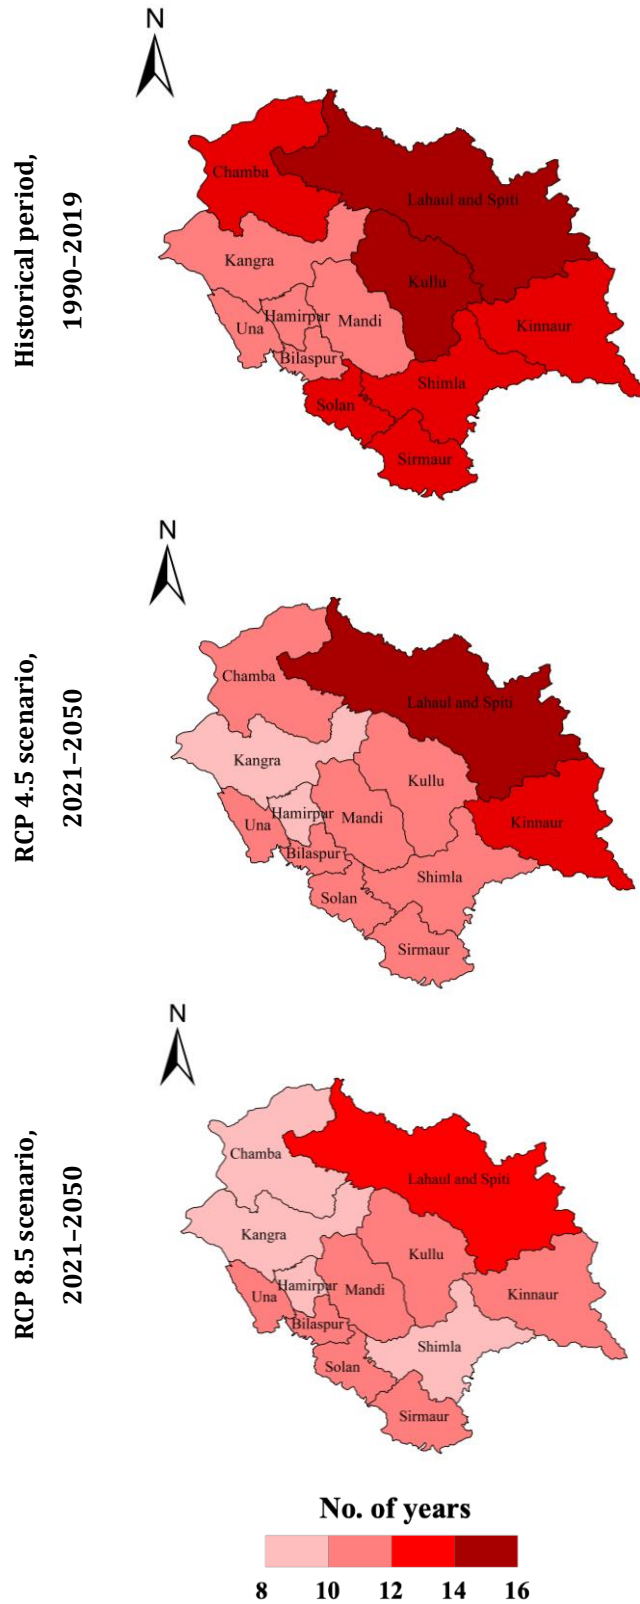 N
Historical period,
1990–2019
Chamba
Lahaul and Spiti
Kangra
Kullu
Hamirpur
Una
Mandi
Kinnaur
Bilaspur
Shimla
Solan
Sirmaur
N
RCP 4.5 scenario,
2021–2050
Chamba
Lahaul and Spiti
Kangra
Kullu
Hamirpur
Una
Mandi
Kinnaur
Bilaspur
Shimla
Solan
Sirmaur
N
RCP 8.5 scenario,
2021–2050
Chamba
Lahaul and Spiti
Kangra
Kullu
Hamirpur
Una
Mandi
Kinnaur
Bilaspur
Shimla
Solan
Sirmaur
No. of years
8 10 12 14 16